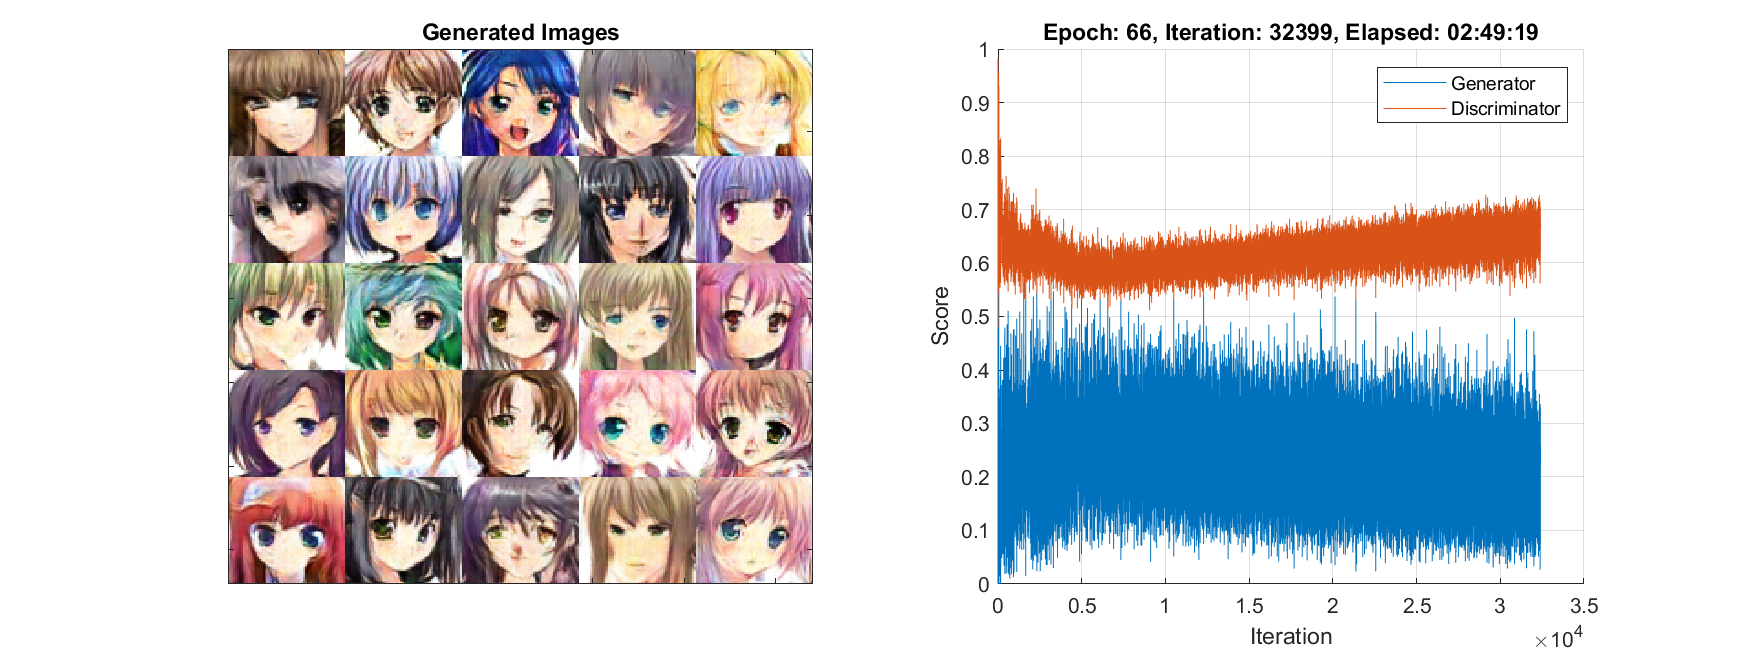 Generated Images
Epoch: 66, Iteration: 32399, Elapsed: 02:49:19
1
0.9
0.8
0.7
0.6
0.5
0.4
0.3
0.2
0.1
0
Score
Generator
Discriminator
0 0.5 1 1.5 2 2.5 3 3.5
Iteration
×10^4